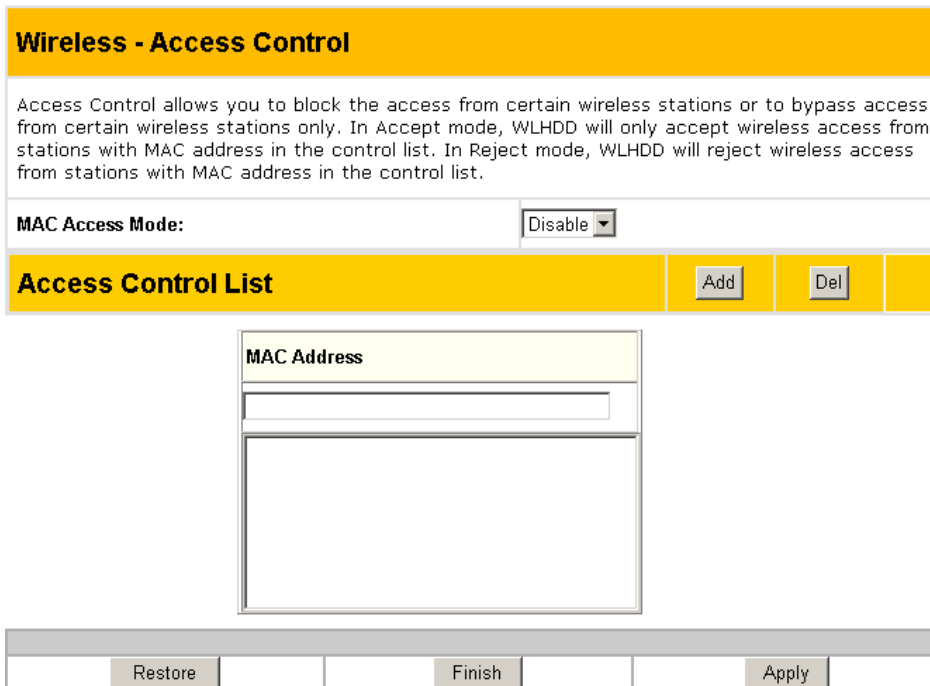 Wireless - Access Control
Access Control allows you to block the access from certain wireless stations or to bypass access
from certain wireless stations only. In Accept mode, WLHDD will only accept wireless access from
stations with MAC address in the control list. In Reject mode, WLHDD will reject wireless access
from stations with MAC address in the control list.
MAC Access Mode: Disable
Access Control List Add Del
MAC Address
Restore Finish Apply